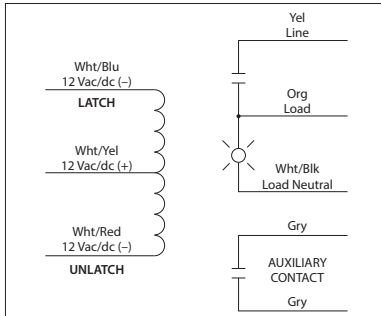 Wht/Blu
12 Vac/dc (–)
LATCH
Wht/Yel
12 Vac/dc (+)
Wht/Red
12 Vac/dc (–)
UNLATCH
Yel
Line
Org
Load
Wht/Blk
Load Neutral
Gry
AUXILIARY
CONTACT
Gry